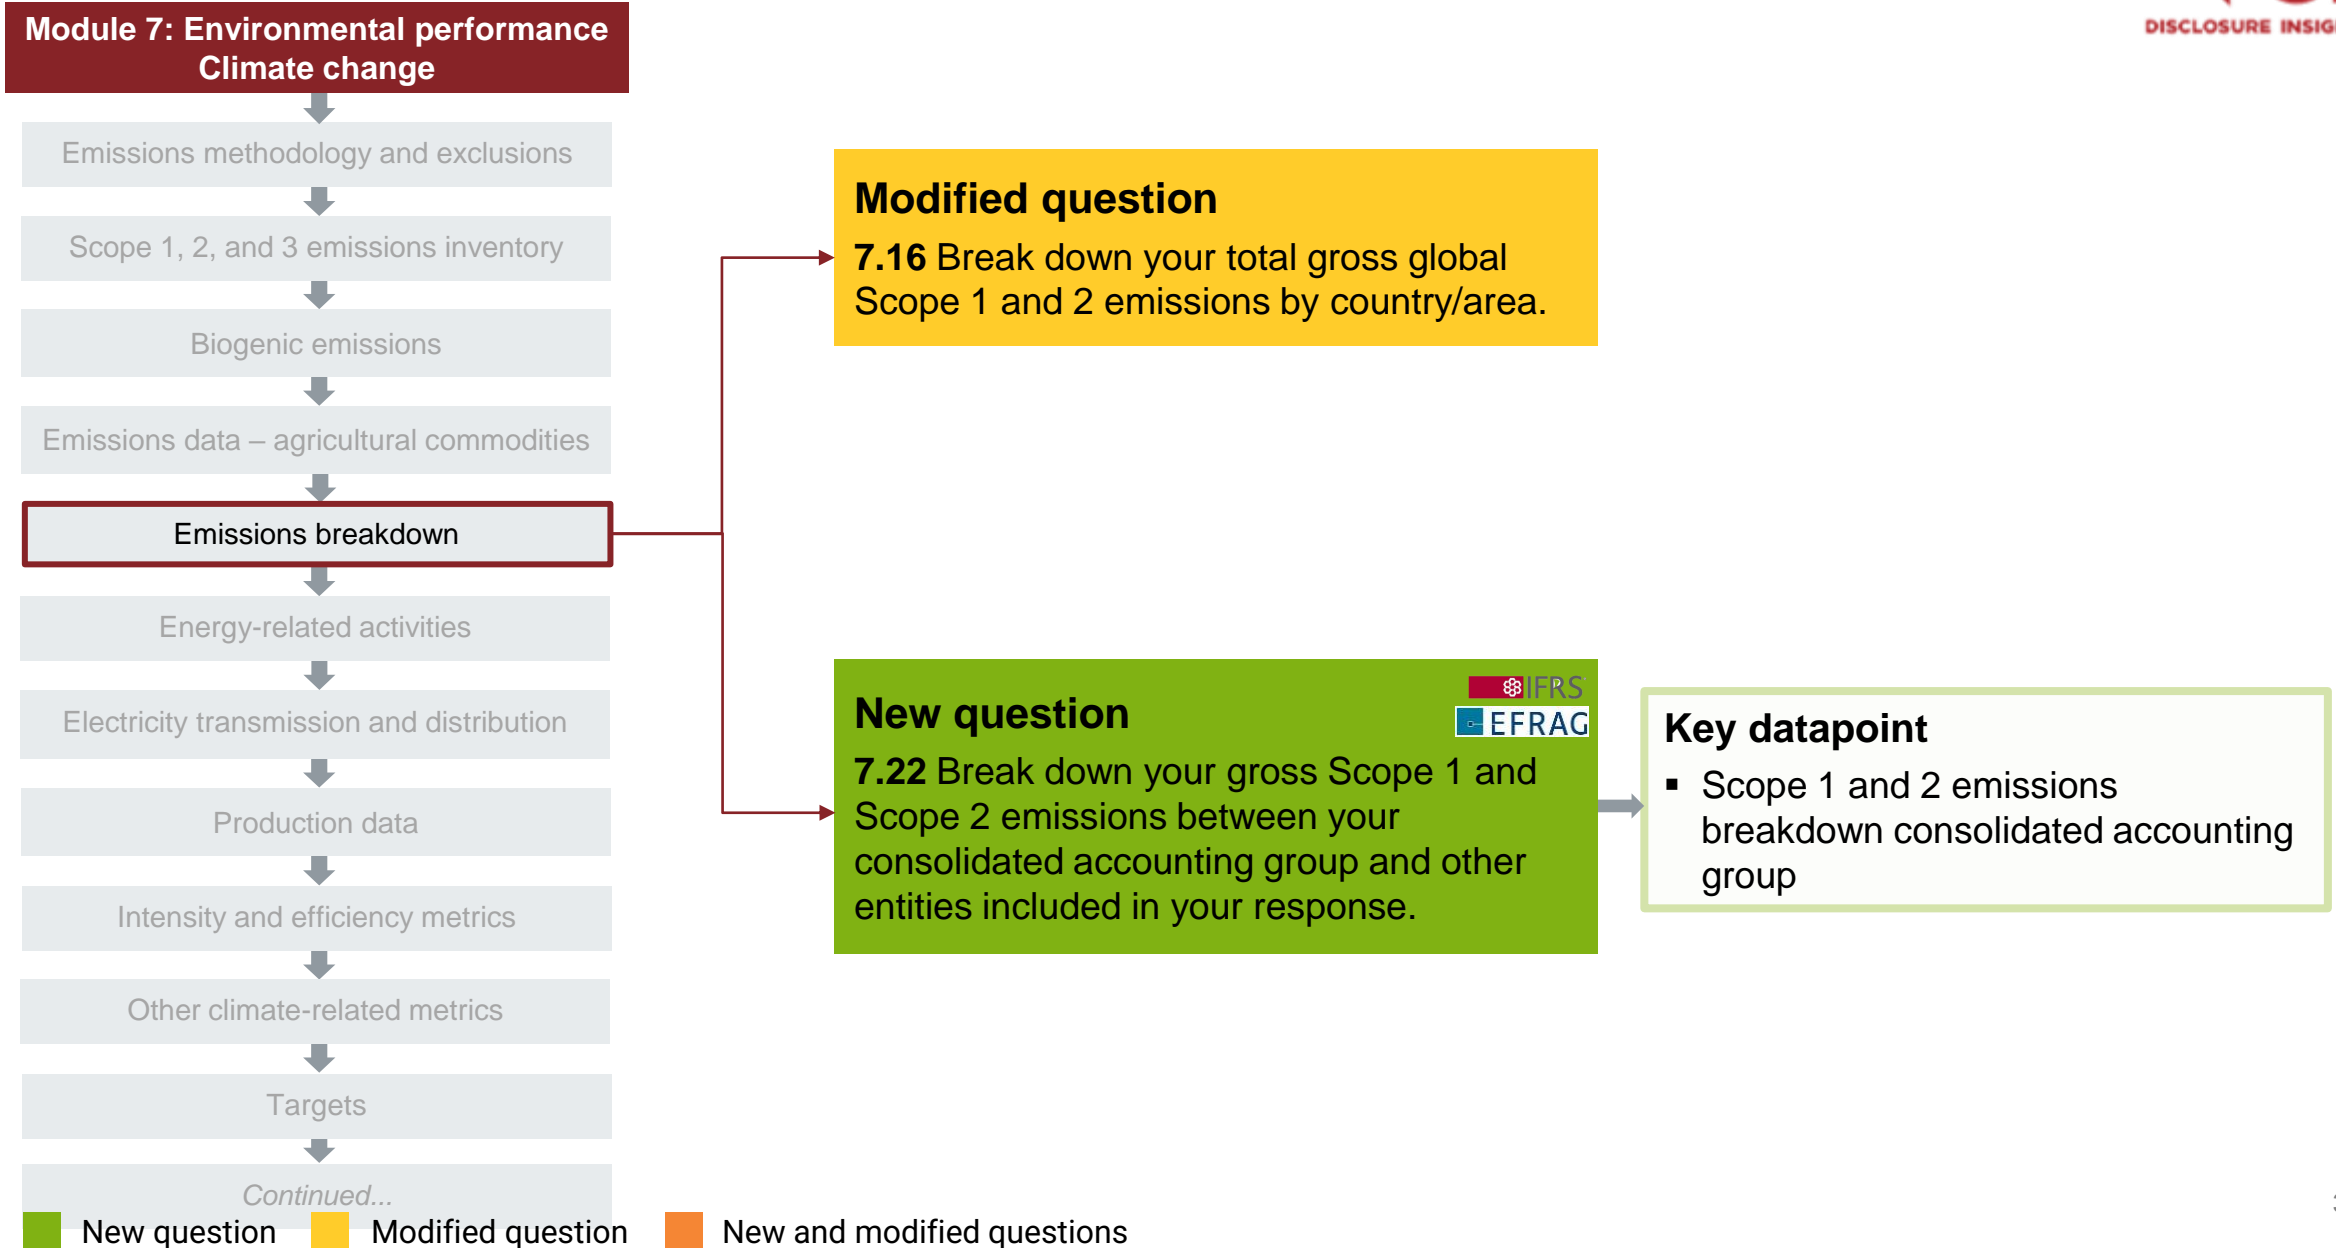 Module 7: Environmental performance
Climate change
DISCLOSURE
Emissions methodology and exclusions
Scope 1, 2, and 3 emissions inventory
Biogenic emissions
Emissions data – agricultural commodities
Emissions breakdown
Energy-related activities
Electricity transmission and distribution
Production data
Intensity and efficiency metrics
Other climate-related metrics
Targets
Continued...
Modified question
7.16 Break down your total gross global
Scope 1 and 2 emissions by country/area.
New question
IFRS
EFRAG
7.22 Break down your gross Scope 1 and
Scope 2 emissions between your
consolidated accounting group and other
entities included in your response.
Key datapoint
▪ Scope 1 and 2 emissions
breakdown consolidated accounting
group
New question
Modified question
New and modified questions